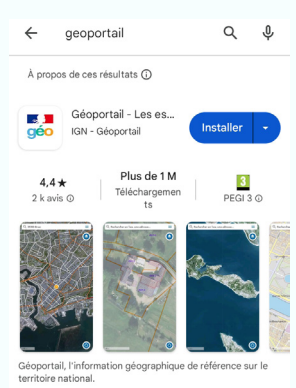 geoportail
À propos de ces résultats
Géoportail - Les es...
IGN - Géoportail
géo
Installer
4,4★
2 k avis
Plus de 1 M
Téléchargemen
ts
3
PEGI 3
Géoportail, l'information géographique de référence sur le
territoire national.